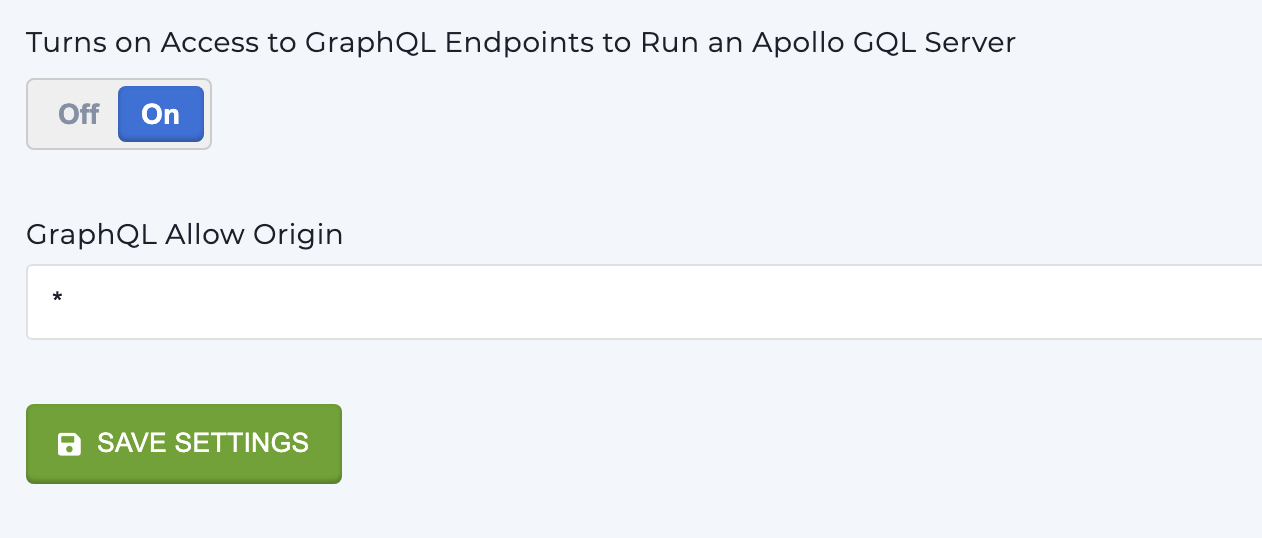 Turns on Access to GraphQL Endpoints to Run an Apollo GQL Server
Off On
GraphQL Allow Origin
*
SAVE SETTINGS